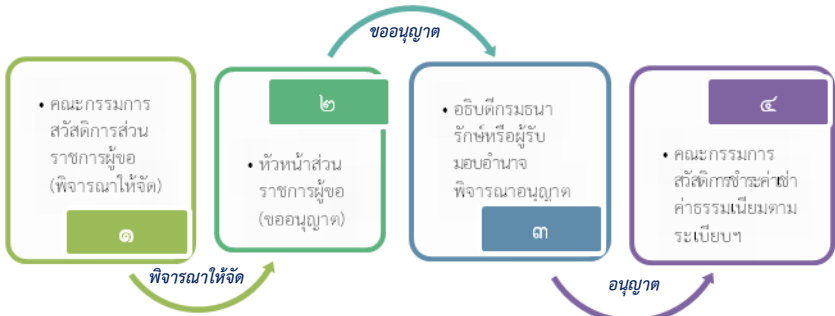 • คณะกรรมการ
สวัสดิการส่วน
ราชการผู้ขอ
(พิจารณาให้จัด)
๑
พิจารณาให้จัด
๒
• หัวหน้าส่วน
ราชการผู้ขอ
(ขออนุญาต)
ขออนุญาต
• อธิบดีกรมธนา
รักษ์หรือผู้รับ
มอบอำนาจ
พิจารณาอนุญาต
๓
อนุญาต
๔
• คณะกรรมการ
สวัสดิการชำระค่าเช่า
ค่าธรรมเนียมตาม
ระเบียบฯ